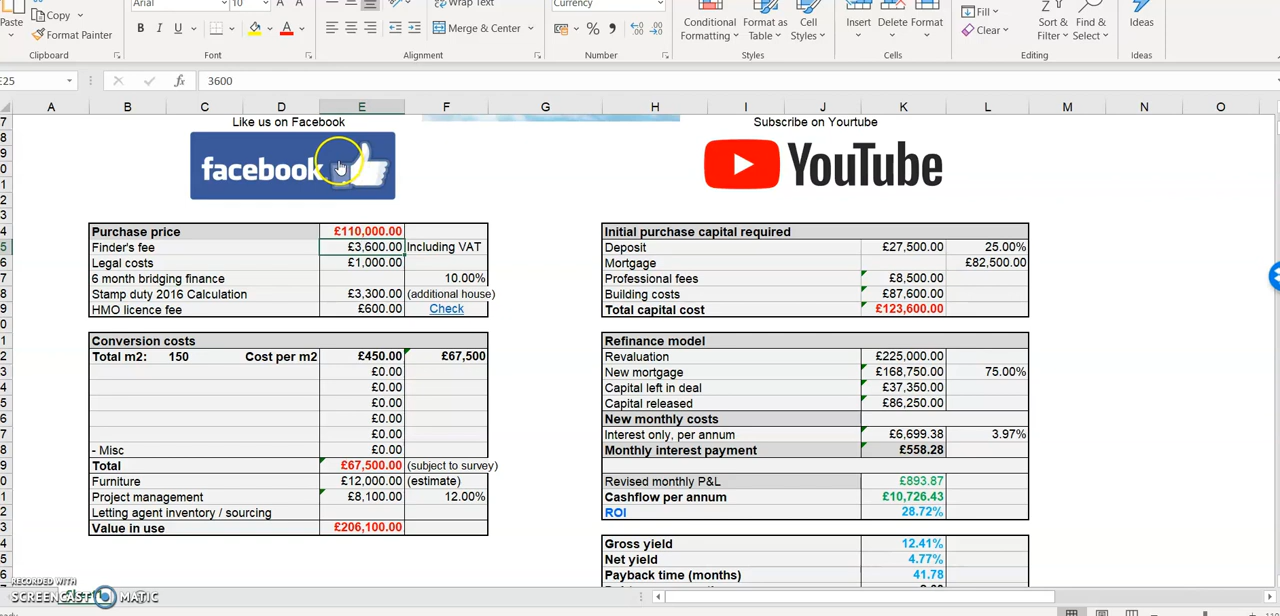 Copy
Format Painter
Clipboard
Arial
10
B I U
Font
Wrap Text
Merge & Center
Alignment
Currency
%
Number
Conditional Formatting
Format as Table
Cell Styles
Styles
Insert
Delete
Format
Cells
Fill
Clear
Sort & Filter
Find & Select
Editing
Ideas
Ideas
E25
fx
3600
A B C D E F G H I J K L M N O
Like us on Facebook
Subscribe on Yourtube
facebook
YouTube
Purchase price £110,000.00
Finder's fee £3,600.00 Including VAT
Legal costs £1,000.00
6 month bridging finance 10.00%
Stamp duty 2016 Calculation £3,300.00 (additional house)
HMO licence fee £600.00 Check
Conversion costs
Total m2: 150 Cost per m2 £450.00 £67,500
£0.00
£0.00
£0.00
£0.00
£0.00
- Misc £0.00
Total £67,500.00 (subject to survey)
Furniture £12,000.00 (estimate)
Project management £8,100.00 12.00%
Letting agent inventory / sourcing
Value in use £206,100.00
Initial purchase capital required
Deposit £27,500.00 25.00%
Mortgage £82,500.00
Professional fees £8,500.00
Building costs £87,600.00
Total capital cost £123,600.00
Refinance model
Revaluation £225,000.00
New mortgage £168,750.00 75.00%
Capital left in deal £37,350.00
Capital released £86,250.00
New monthly costs
Interest only, per annum £6,699.38 3.97%
Monthly interest payment £558.28
Revised monthly P&L £893.87
Cashflow per annum £10,726.43
ROI 28.72%
Gross yield 12.41%
Net yield 4.77%
Payback time (months) 41.78
RECORDED WITH
SCREENCAST MATIC